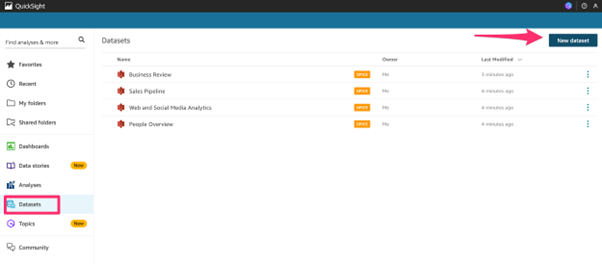 QuickSight
Find analyses & more
Datasets
New dataset
Name
Owner
Last Modified
Favorites
Business Review
SPICE
Me
3 minutes ago
Recent
Sales Pipeline
SPICE
Me
4 minutes ago
My folders
Web and Social Media Analytics
SPICE
Me
4 minutes ago
Shared folders
People Overview
SPICE
Me
4 minutes ago
Dashboards
Data stories
New
Analyses
Datasets
Topics
New
Community